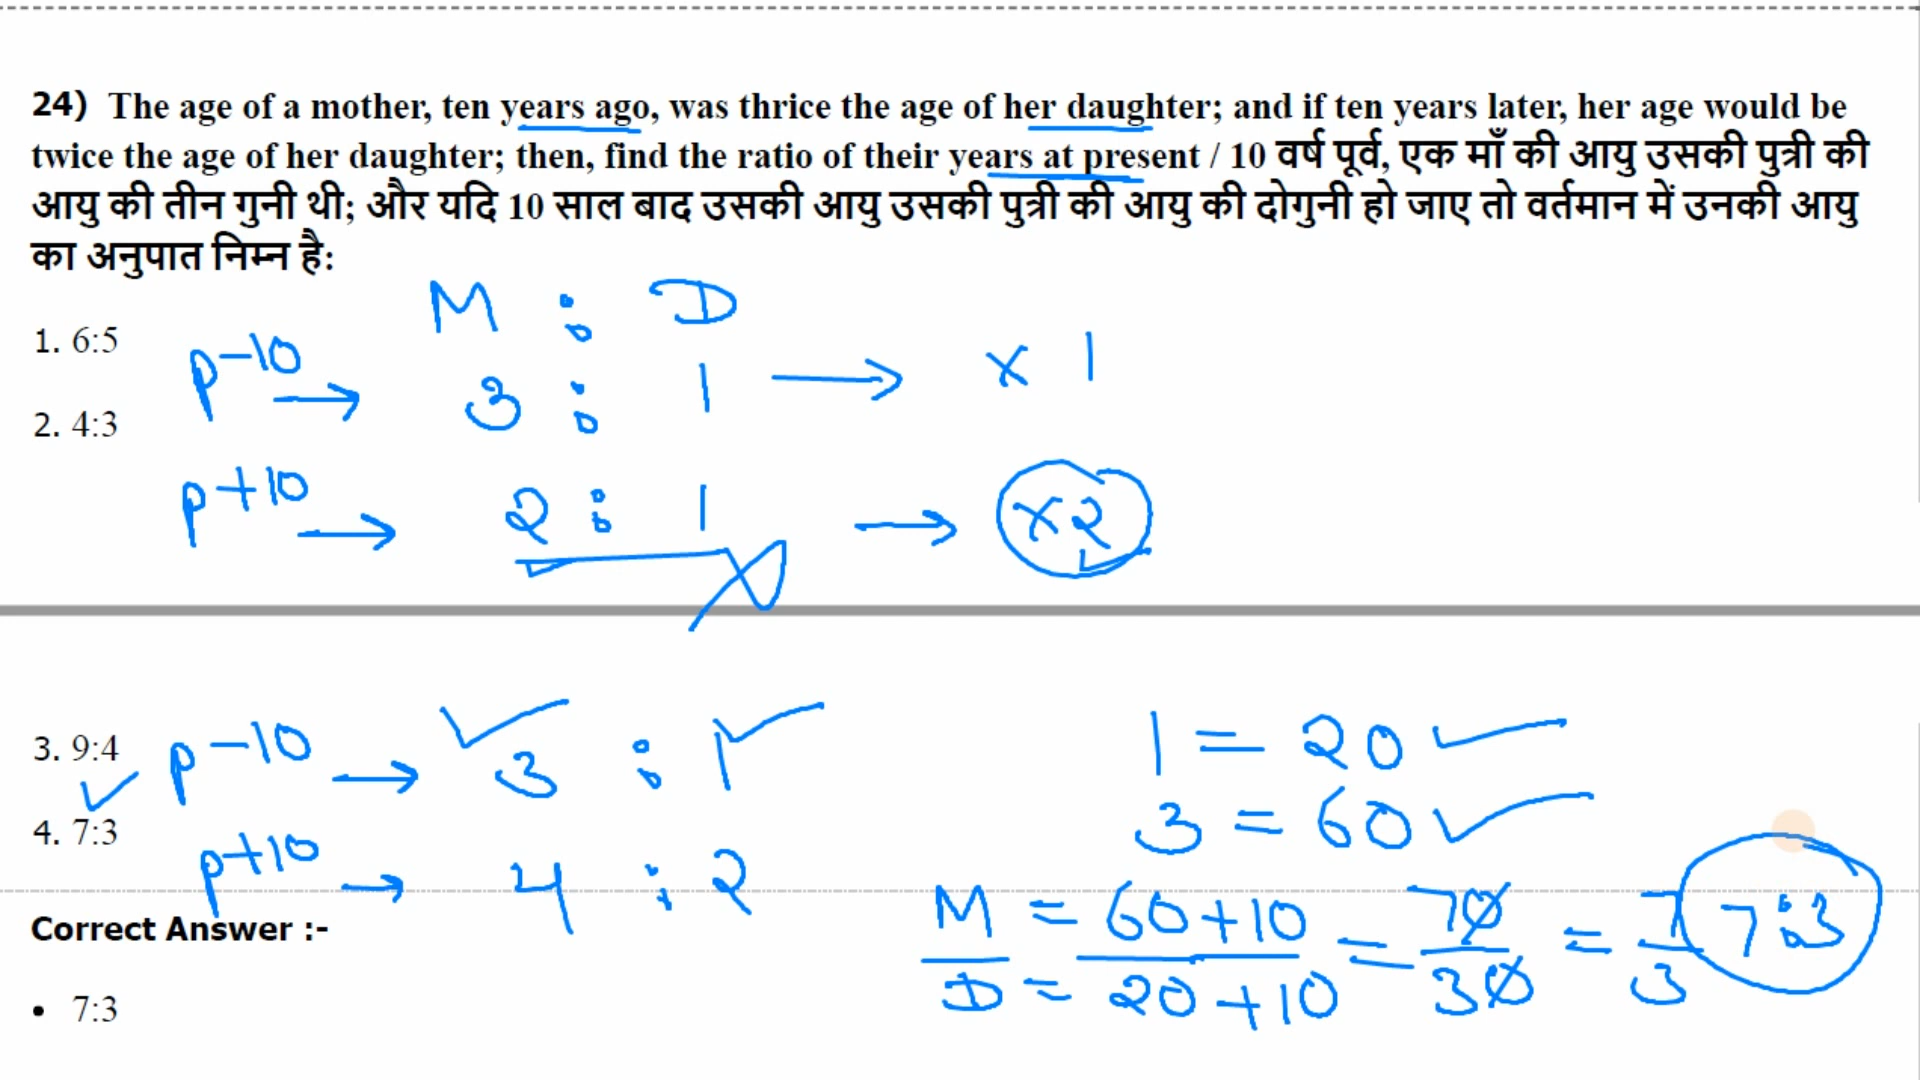 24) The age of a mother, ten years ago, was thrice the age of her daughter; and if ten years later, her age would be
twice the age of her daughter; then, find the ratio of their years at present / 10 वर्ष पूर्व, एक माँ की आयु उसकी पुत्री की
आयु की तीन गुनी थी; और यदि 10 साल बाद उसकी आयु उसकी पुत्री की आयु की दोगुनी हो जाए तो वर्तमान में उनकी आयु
का अनुपात निम्न है:
M : D
1. 6:5
P-10 → 3 : 1 → × 1
2. 4:3
P+10 → 2 : 1 → ×2
3. 9:4
P-10 → 3 : 1
1 = 20
3 = 60
4. 7:3
P+10 → 4 : 2
M = 60+10 = 70 = 7 7:3
D = 20+10 30 3
Correct Answer :-
• 7:3